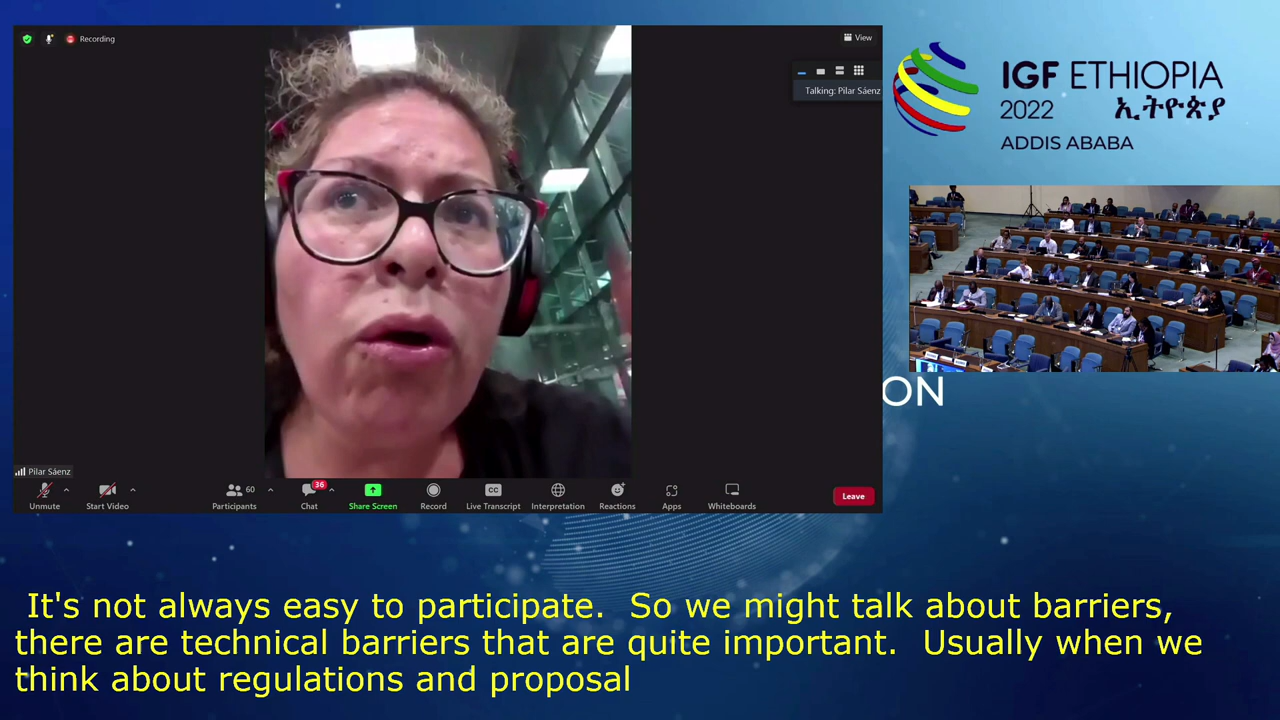 Recording
View
Talking: Pilar Sáenz
Pilar Sáenz
Unmute
Start Video
60
Participants
36
Chat
Share Screen
Record
CC
Live Transcript
Interpretation
Reactions
Apps
Whiteboards
Leave
IGF ETHIOPIA
2022 ኢትዮጵያ
ADDIS ABABA
ON
It's not always easy to participate. So we might talk about barriers,
there are technical barriers that are quite important. Usually when we
think about regulations and proposal